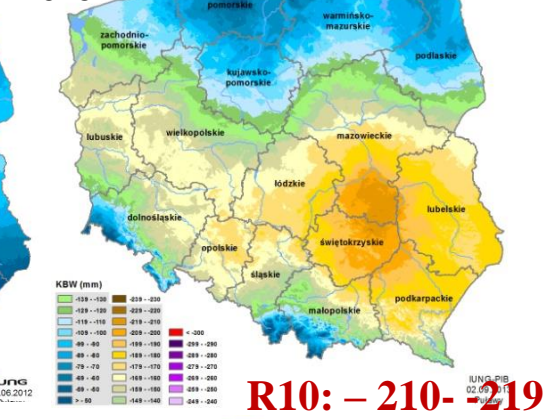 pomorskie
warmińsko-
mazurskie
zachodnio-
pomorskie
podlaskie
kujawsko-
pomorskie
lubuskie
wielkopolskie
mazowieckie
łódzkie
lubelskie
dolnośląskie
opolskie
świętokrzyskie
śląskie
podkarpackie
małopolskie
KBW (mm)
-139 - -130 -239 - -230
-129 - -120 -229 - -220
-119 - -110 -219 - -210
-109 - -100 -209 - -200 < -300
-99 - -90 -199 - -190 -299 - -290
-89 - -80 -189 - -180 -289 - -280
-79 - -70 -179 - -170 -279 - -270
-69 - -60 -169 - -160 -269 - -260
-59 - -50 -159 - -150 -259 - -250
> -50 -149 - -140 -249 - -240
UNG
.06.2012
IUNG-PIB
Puławy
R10: – 210- -219